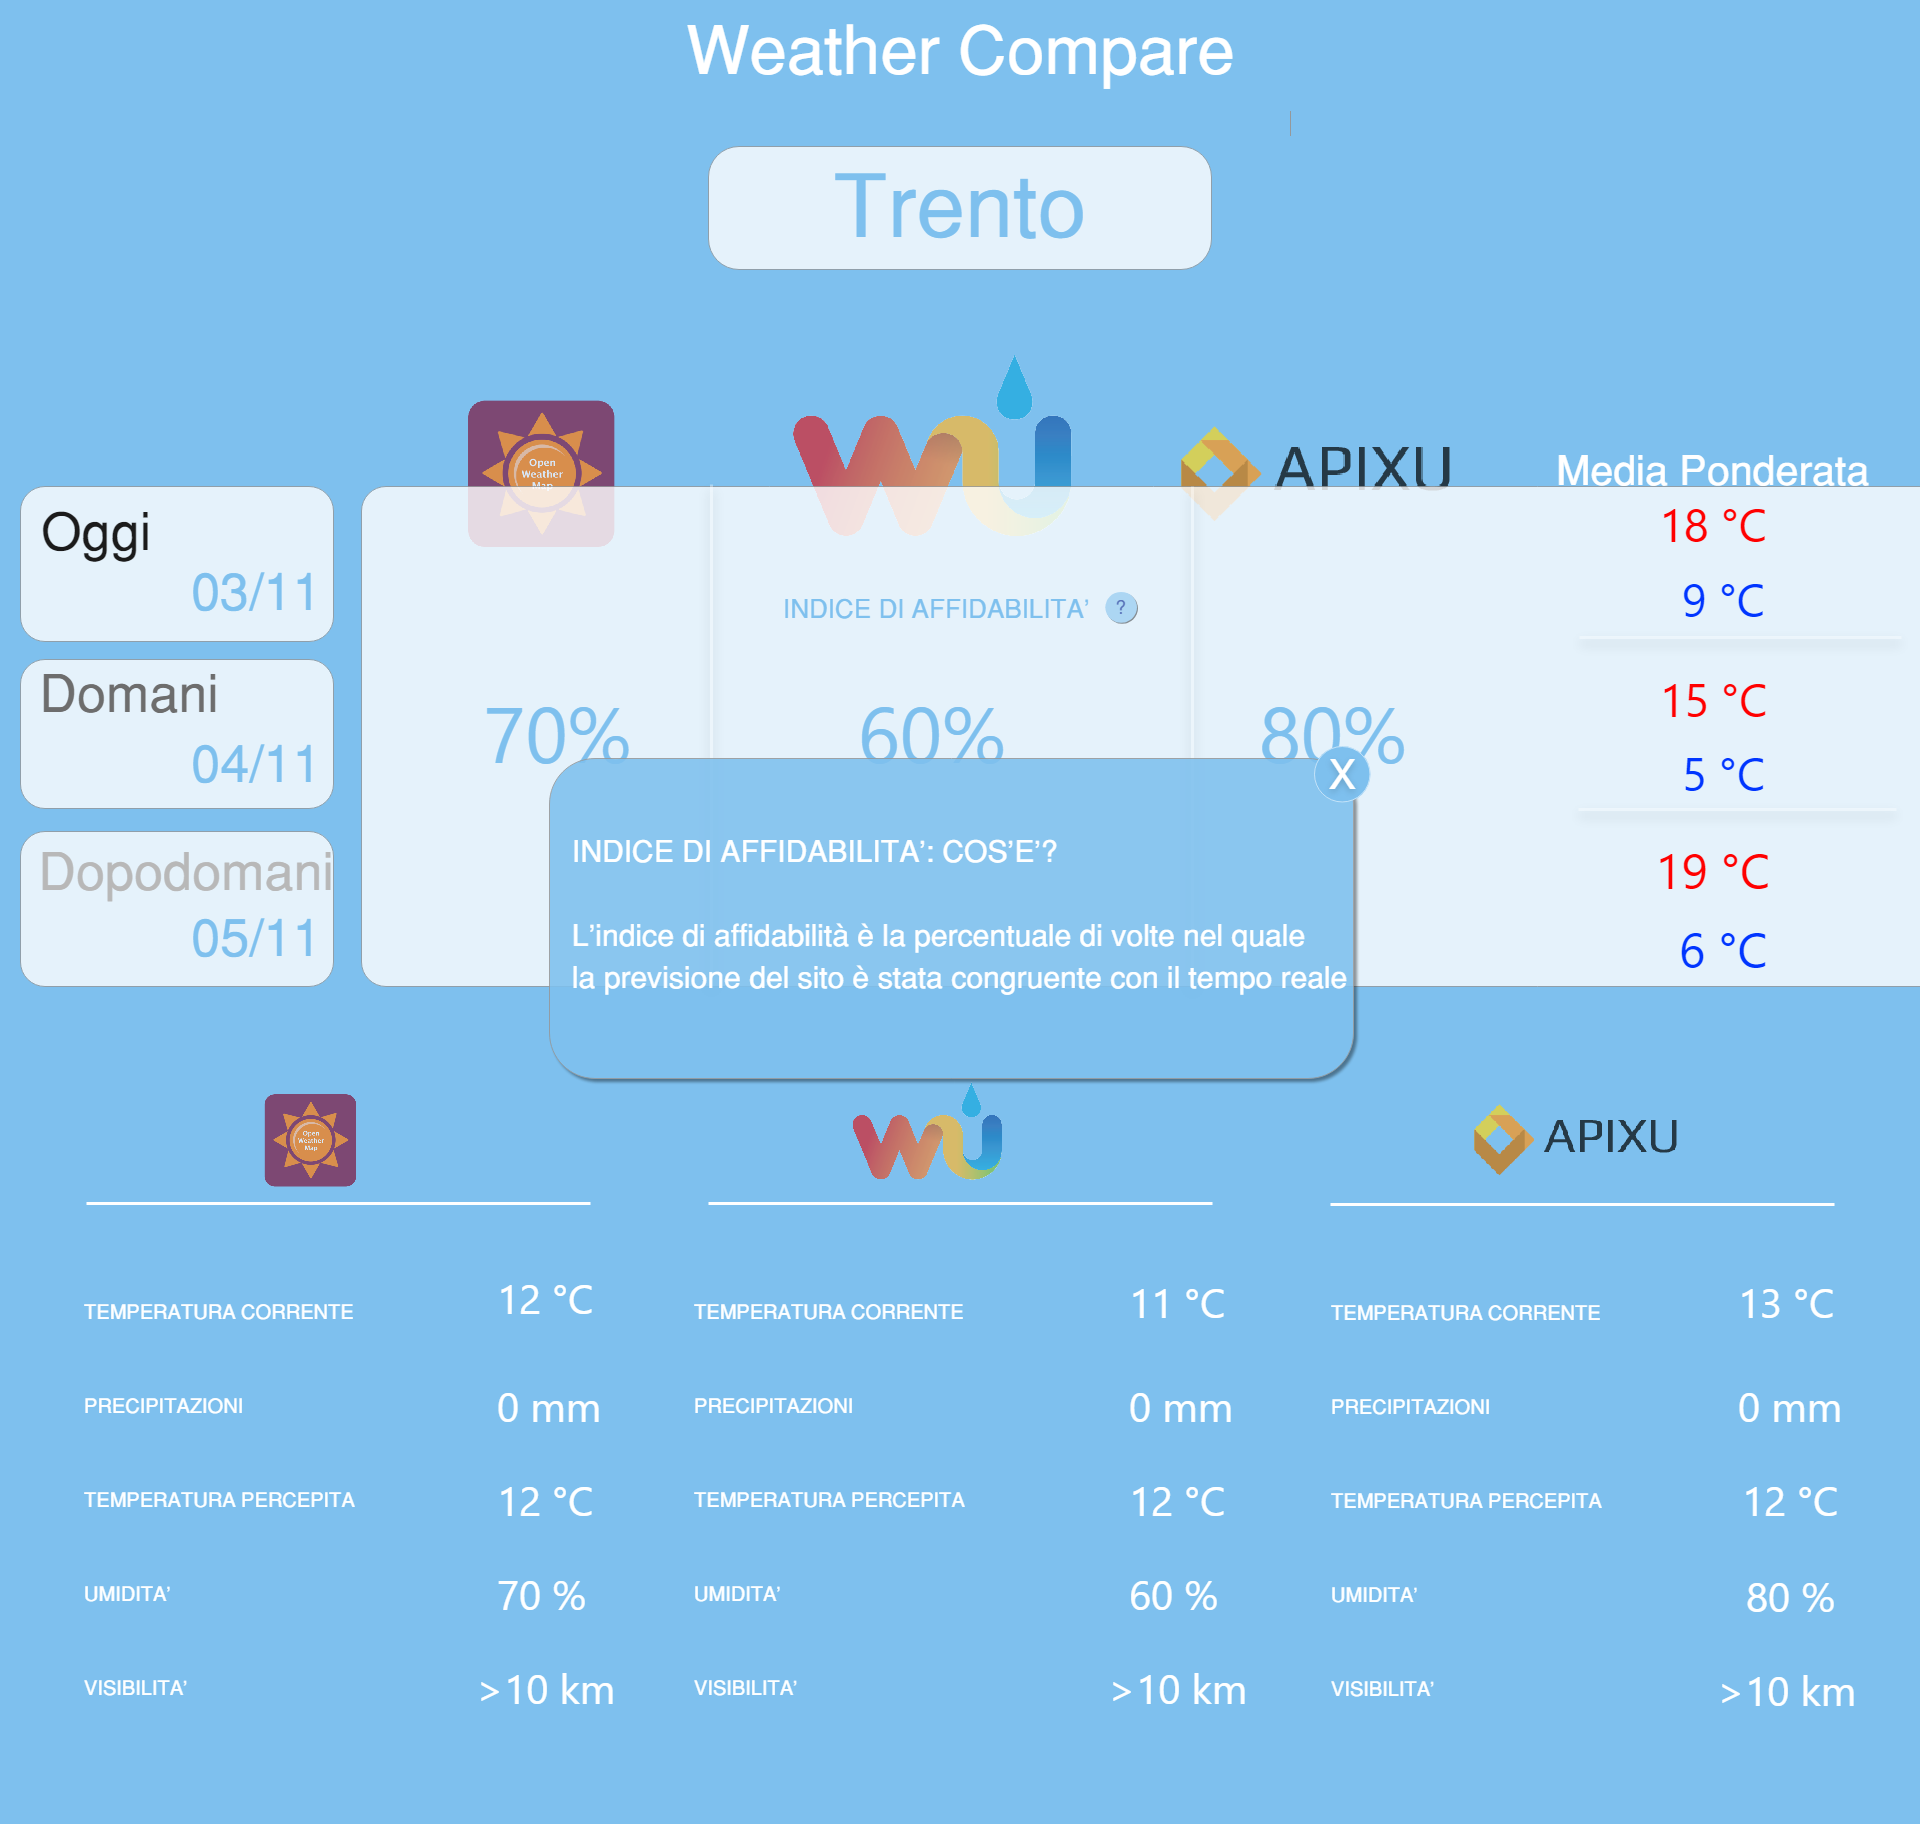 Weather Compare
Trento
Open
Weather
Map
APIXU
Media Ponderata
Oggi
03/11
18 °C
9 °C
INDICE DI AFFIDABILITA’ ?
Domani
04/11
70%
60%
80%
15 °C
5 °C
X
INDICE DI AFFIDABILITA’: COS’E’?
L’indice di affidabilità è la percentuale di volte nel quale
la previsione del sito è stata congruente con il tempo reale
Dopodomani
05/11
19 °C
6 °C
Open
Weather
Map
wu
APIXU
TEMPERATURA CORRENTE 12 °C
PRECIPITAZIONI 0 mm
TEMPERATURA PERCEPITA 12 °C
UMIDITA’ 70 %
VISIBILITA’ >10 km
TEMPERATURA CORRENTE 11 °C
PRECIPITAZIONI 0 mm
TEMPERATURA PERCEPITA 12 °C
UMIDITA’ 60 %
VISIBILITA’ >10 km
TEMPERATURA CORRENTE 13 °C
PRECIPITAZIONI 0 mm
TEMPERATURA PERCEPITA 12 °C
UMIDITA’ 80 %
VISIBILITA’ >10 km